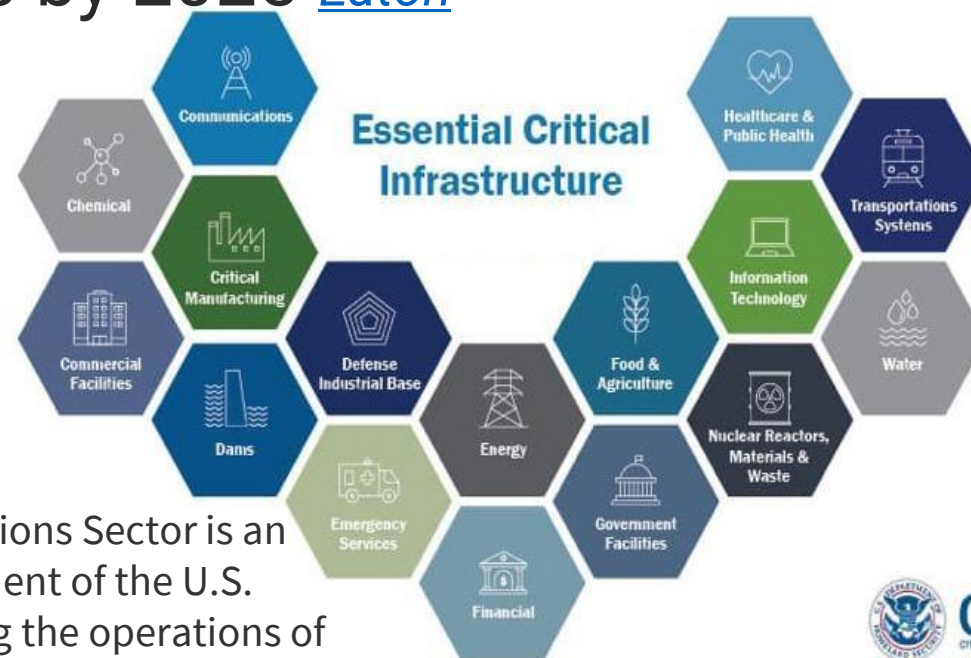 Eaton
Essential Critical
Infrastructure
Communications
Healthcare &
Public Health
Chemical
Transportations
Systems
Critical
Manufacturing
Information
Technology
Commercial
Facilities
Defense
Industrial Base
Food &
Agriculture
Water
Dams
Energy
Nuclear Reactors,
Materials &
Waste
Emergency
Services
Government
Facilities
Financial
ions Sector is an
ent of the U.S.
g the operations of